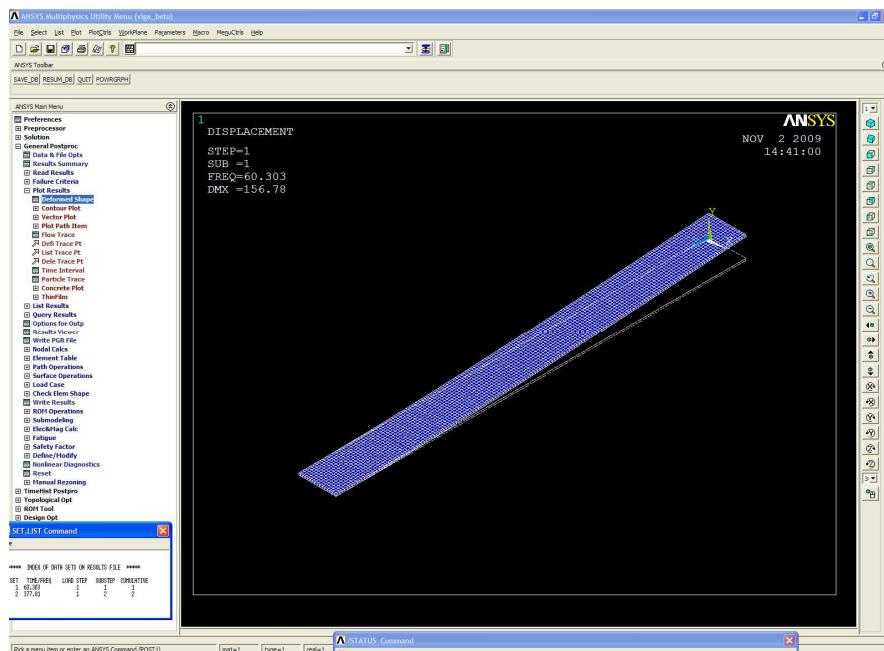 ANSYS Multiphysics Utility Menu (viga_beto)
File Select List Plot PlotCtrls WorkPlane Parameters Macro MenuCtrls Help
ANSYS Toolbar
SAVE_DB RESUM_DB QUIT POWRGRPH
ANSYS Main Menu
Preferences
Preprocessor
Solution
General Postproc
Data & File Opts
Results Summary
Read Results
Failure Criteria
Plot Results
Deformed Shape
Contour Plot
Vector Plot
Plot Path Item
Flow Trace
Defi Trace Pt
List Trace Pt
Dele Trace Pt
Time Interval
Particle Trace
Concrete Plot
ThinFilm
List Results
Query Results
Options for Outp
Results Viewer
Write PGR File
Nodal Calcs
Element Table
Path Operations
Surface Operations
Load Case
Check Elem Shape
Write Results
ROM Operations
Submodeling
Elec&Mag Calc
Fatigue
Safety Factor
Define/Modify
Nonlinear Diagnostics
Reset
Manual Rezoning
TimeHist Postpro
Topological Opt
ROM Tool
Design Opt
1
DISPLACEMENT
STEP=1
SUB =1
FREQ=60.303
DMX =156.78
ANSYS
NOV 2 2009
14:41:00
Y
1
3
SET,LIST Command
***** INDEX OF DATA SETS ON RESULTS FILE *****
SET TIME/FREQ LOAD STEP SUBSTEP CUMULATIVE
1 60.303 1 1 1
2 377.81 1 2 2
/STATUS Command
Pick a menu item or enter an ANSYS Command (POST1) mat=1 type=1 real=1